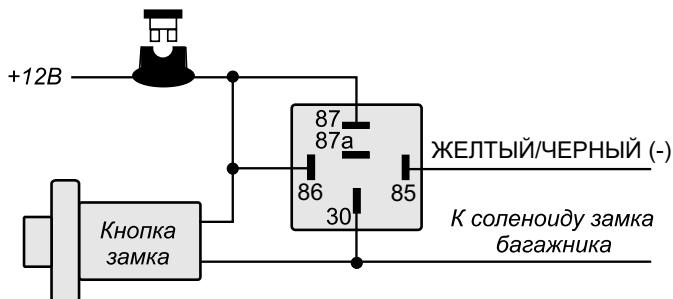 +12В
87
87а
ЖЕЛТЫЙ/ЧЕРНЫЙ (-)
86
85
30
К соленоиду замка
багажника
Кнопка
замка